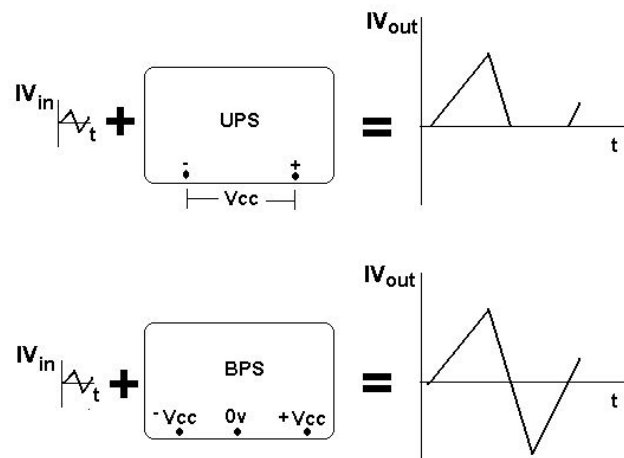 IVout
IVin
t
+
UPS
=
- +
Vcc
t
IVout
IVin
t
+
BPS
=
-Vcc 0v +Vcc
t